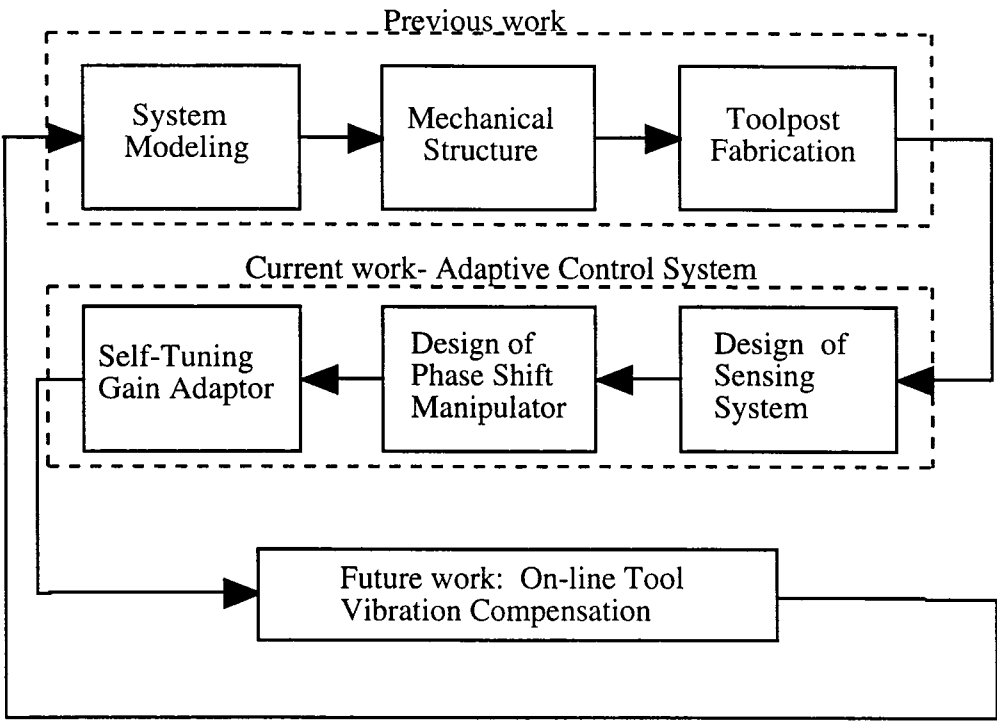 Previous work
System
Modeling
Mechanical
Structure
Toolpost
Fabrication
Current work- Adaptive Control System
Self-Tuning
Gain Adaptor
Design of
Phase Shift
Manipulator
Design of
Sensing
System
Future work: On-line Tool
Vibration Compensation